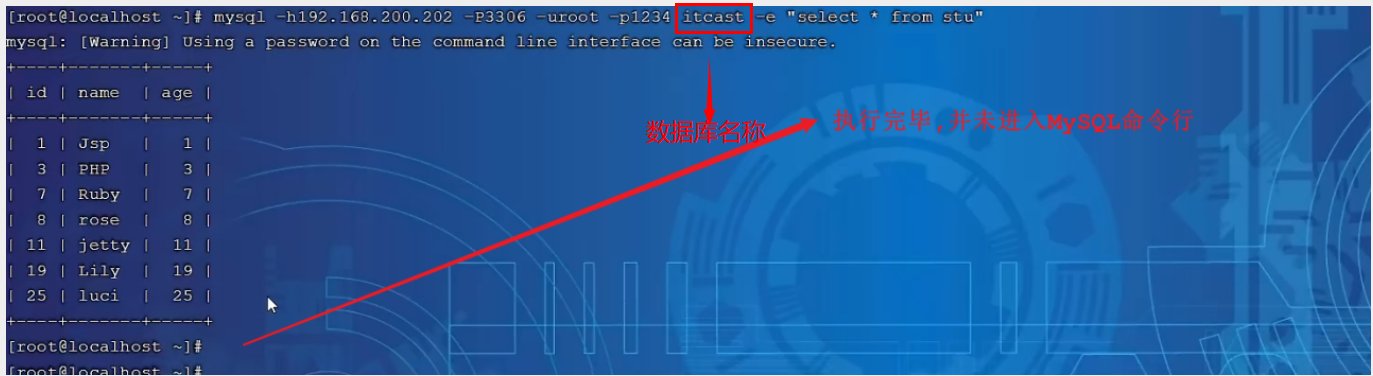 [root@localhost ~]# mysql -h192.168.200.202 -P3306 -uroot -p1234 itcast -e "select * from stu"
mysql: [Warning] Using a password on the command line interface can be insecure.
+----+-------+-----+
| id | name  | age |
+----+-------+-----+
|  1 | Jsp   |   1 |
|  3 | PHP   |   3 |
|  7 | Ruby  |   7 |
|  8 | rose  |   8 |
| 11 | jetty |  11 |
| 19 | Lily  |  19 |
| 25 | luci  |  25 |
+----+-------+-----+
[root@localhost ~]#
[root@localhost ~]#
数据库名称
执行完毕,并未进入MySQL命令行